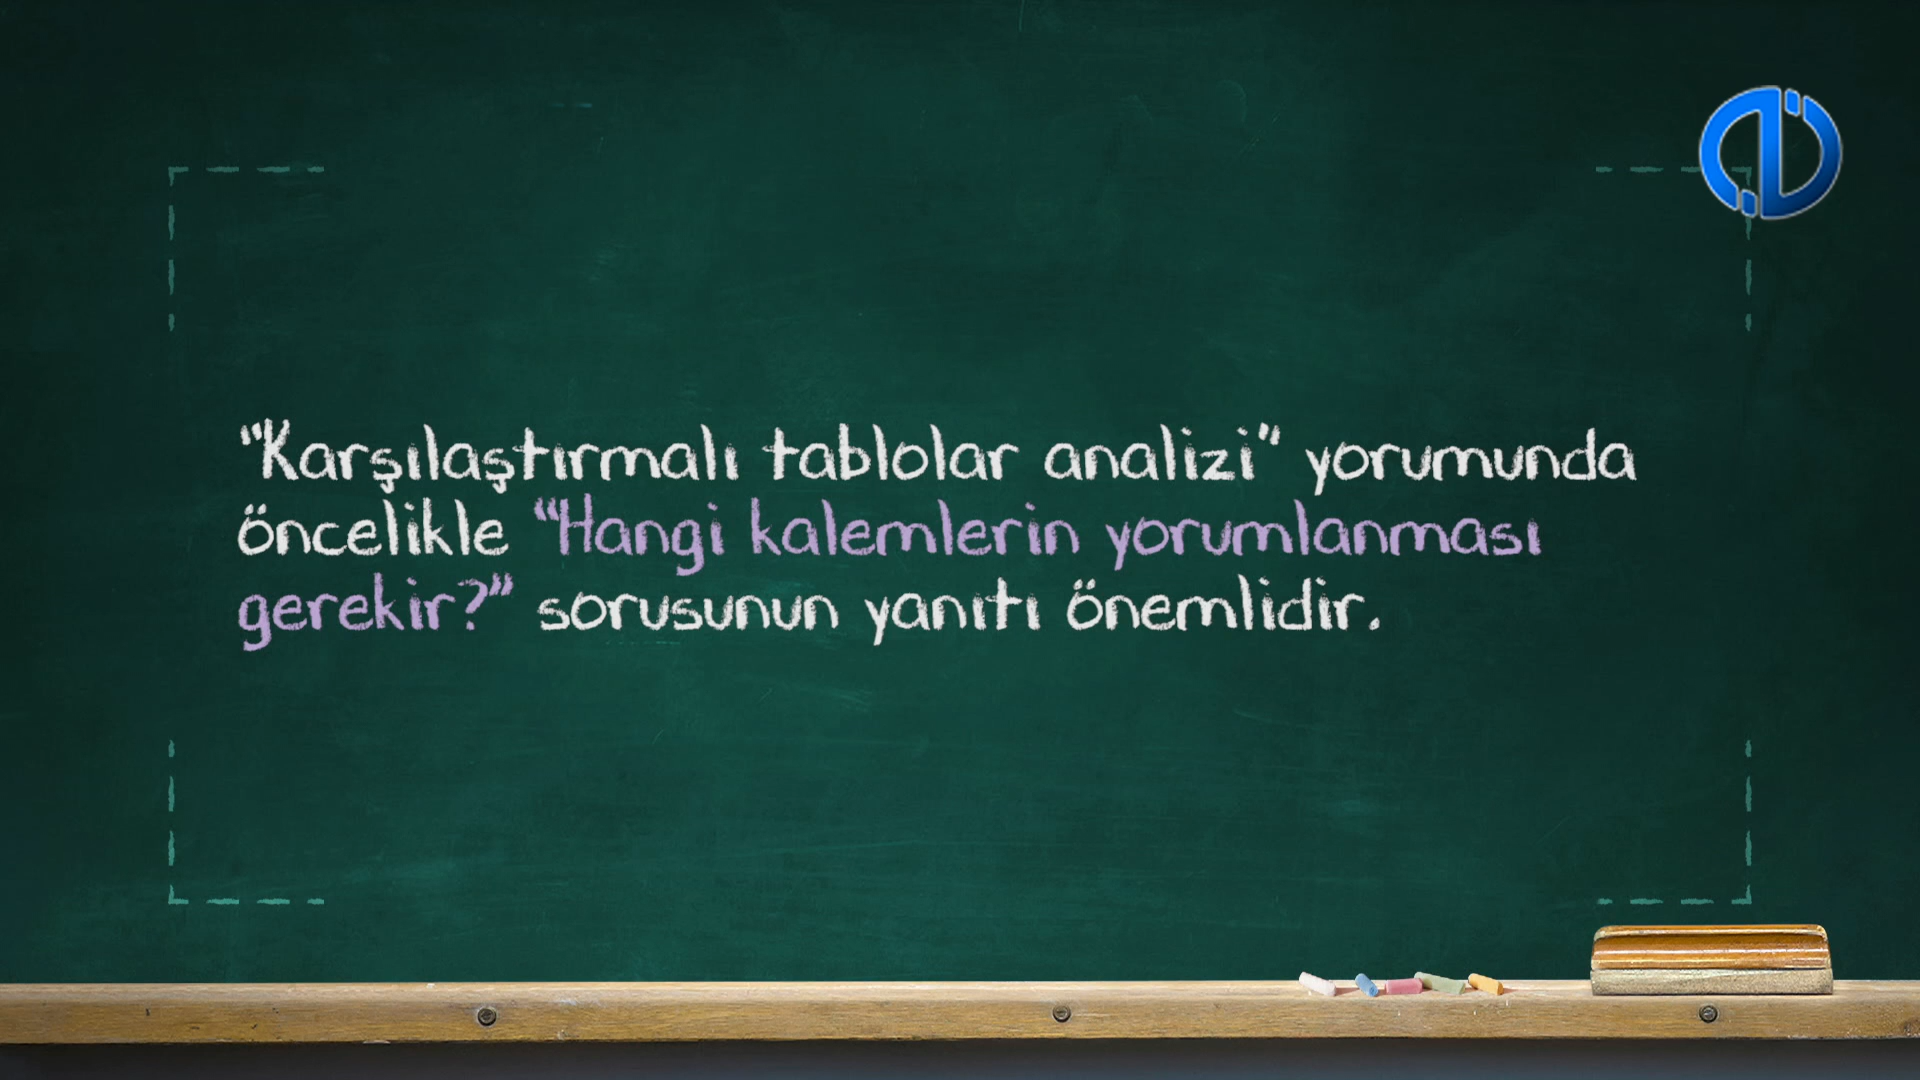 "Karşılaştırmalı tablolar analizi" yorumunda
öncelikle "Hangi kalemlerin yorumlanması
gerekir?" sorusunun yanıtı önemlidir.